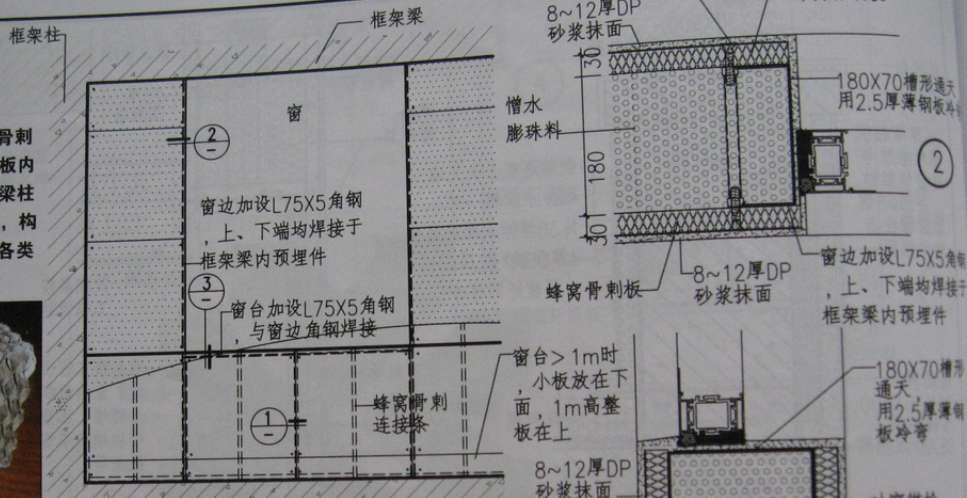 框架柱
框架梁
窗
2
窗边加设L75X5角钢
，上、下端均焊接于
框架梁内预埋件
3
窗台加设L75X5角钢
，与窗边角钢焊接
蜂窝骨刺
连接条
1
窗台>1m时
，小板放在下
面，1m高整
板在上
骨刺
板内
梁柱
，构
各类
8~12厚DP
砂浆抹面
30
180
30
憎水
膨珠料
180X70槽形通天
用2.5厚薄钢板冷
2
蜂窝骨刺板
8~12厚DP
砂浆抹面
窗边加设L75X5角
，上、下端均焊接于
框架梁内预埋件
180X70槽形
通天，
用2.5厚薄钢
板冷弯
8~12厚DP
砂浆抹面